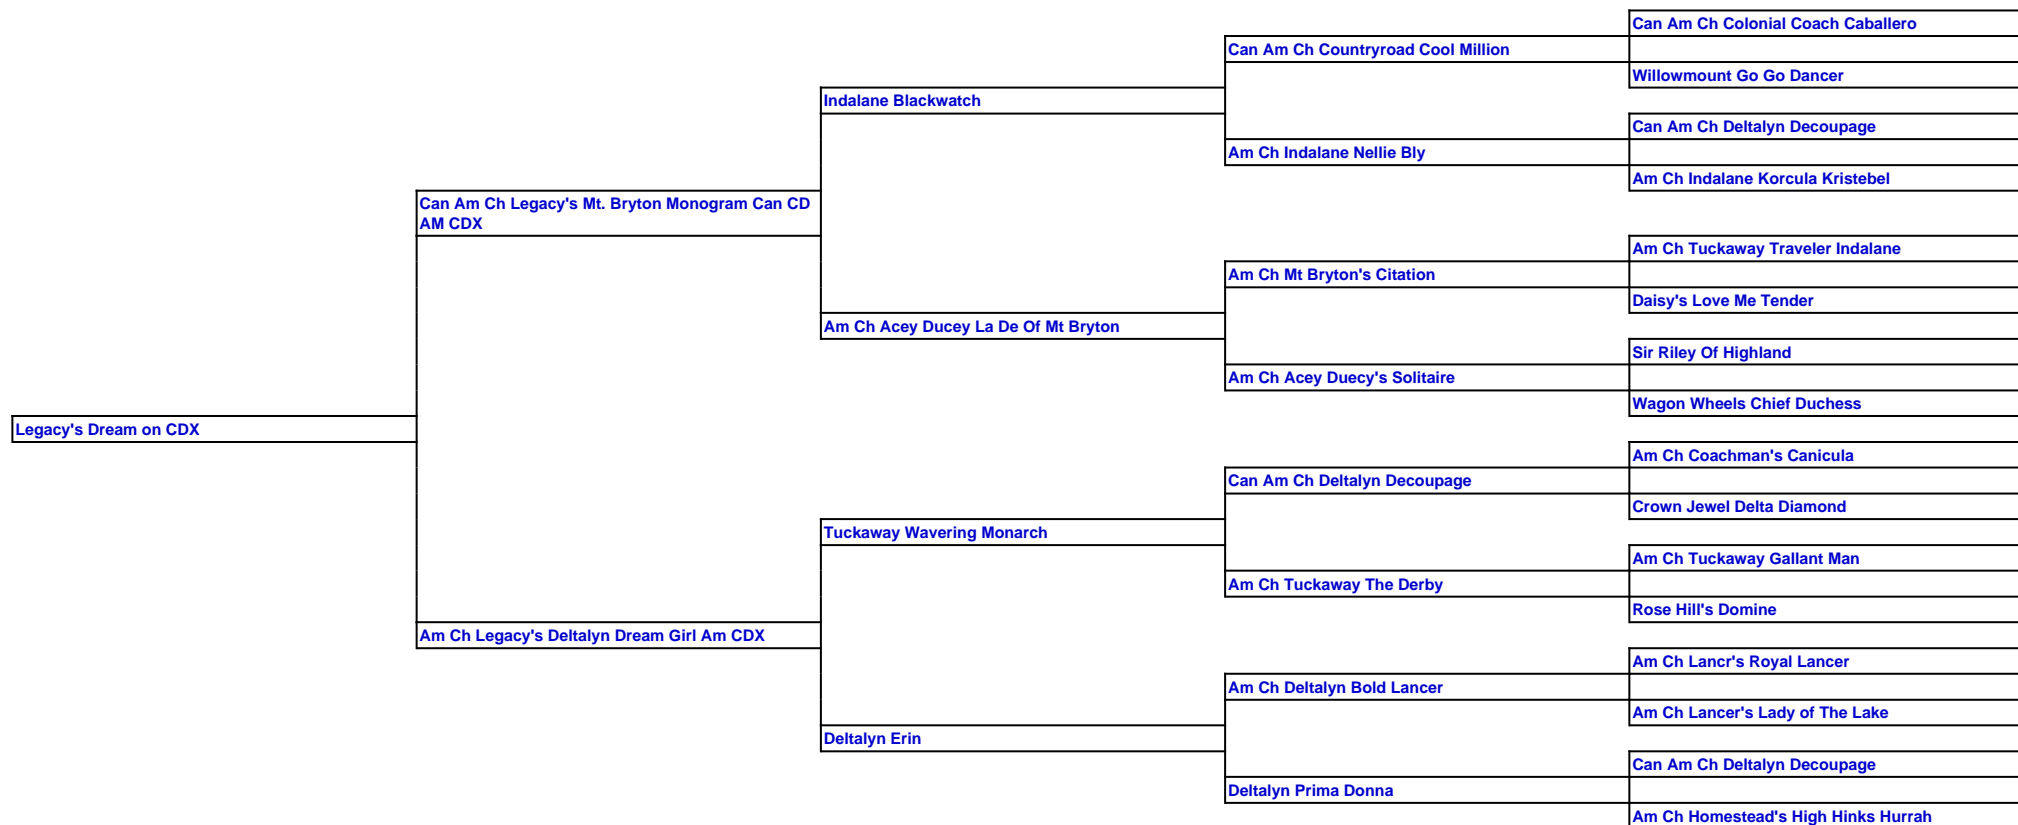 Can Am Ch Colonial Coach Caballero
Can Am Ch Countryroad Cool Million
Willowmount Go Go Dancer
Indalane Blackwatch
Can Am Ch Deltalyn Decoupage
Am Ch Indalane Nellie Bly
Am Ch Indalane Korcula Kristebel
Can Am Ch Legacy's Mt. Bryton Monogram Can CD
AM CDX
Am Ch Tuckaway Traveler Indalane
Am Ch Mt Bryton's Citation
Daisy's Love Me Tender
Am Ch Acey Ducey La De Of Mt Bryton
Sir Riley Of Highland
Am Ch Acey Duecy's Solitaire
Wagon Wheels Chief Duchess
Legacy's Dream on CDX
Am Ch Coachman's Canicula
Can Am Ch Deltalyn Decoupage
Crown Jewel Delta Diamond
Tuckaway Wavering Monarch
Am Ch Tuckaway Gallant Man
Am Ch Tuckaway The Derby
Rose Hill's Domine
Am Ch Legacy's Deltalyn Dream Girl Am CDX
Am Ch Lancr's Royal Lancer
Am Ch Deltalyn Bold Lancer
Am Ch Lancer's Lady of The Lake
Deltalyn Erin
Can Am Ch Deltalyn Decoupage
Deltalyn Prima Donna
Am Ch Homestead's High Hinks Hurrah